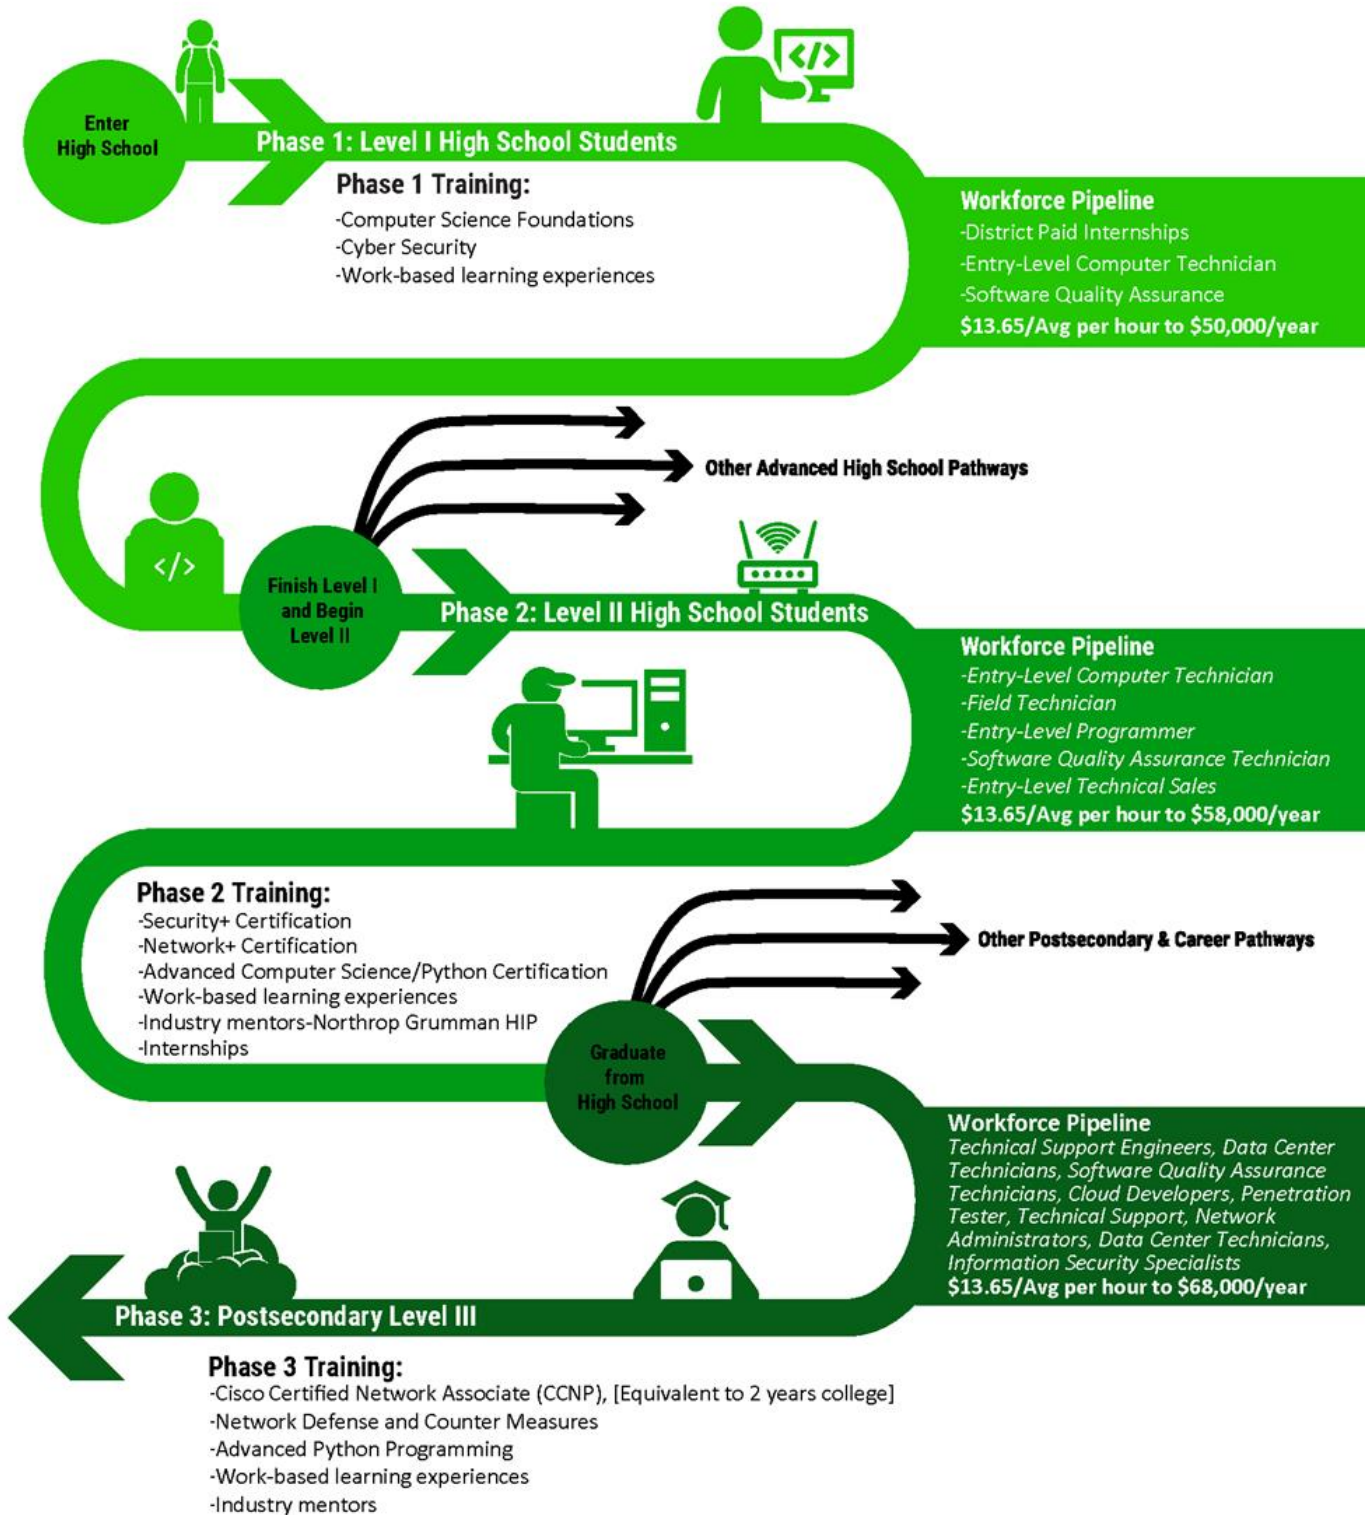 Enter
High School
</>
Phase 1: Level I High School Students
Phase 1 Training:
-Computer Science Foundations
-Cyber Security
-Work-based learning experiences
Workforce Pipeline
-District Paid Internships
-Entry-Level Computer Technician
-Software Quality Assurance
$13.65/Avg per hour to $50,000/year
Other Advanced High School Pathways
</>
Finish Level I
and Begin
Level II
Phase 2: Level II High School Students
Workforce Pipeline
-Entry-Level Computer Technician
-Field Technician
-Entry-Level Programmer
-Software Quality Assurance Technician
-Entry-Level Technical Sales
$13.65/Avg per hour to $58,000/year
Phase 2 Training:
-Security+ Certification
-Network+ Certification
-Advanced Computer Science/Python Certification
-Work-based learning experiences
-Industry mentors-Northrop Grumman HIP
-Internships
Other Postsecondary & Career Pathways
Graduate
from
High School
Workforce Pipeline
Technical Support Engineers, Data Center
Technicians, Software Quality Assurance
Technicians, Cloud Developers, Penetration
Tester, Technical Support, Network
Administrators, Data Center Technicians,
Information Security Specialists
$13.65/Avg per hour to $68,000/year
Phase 3: Postsecondary Level III
Phase 3 Training:
-Cisco Certified Network Associate (CCNP), [Equivalent to 2 years college]
-Network Defense and Counter Measures
-Advanced Python Programming
-Work-based learning experiences
-Industry mentors